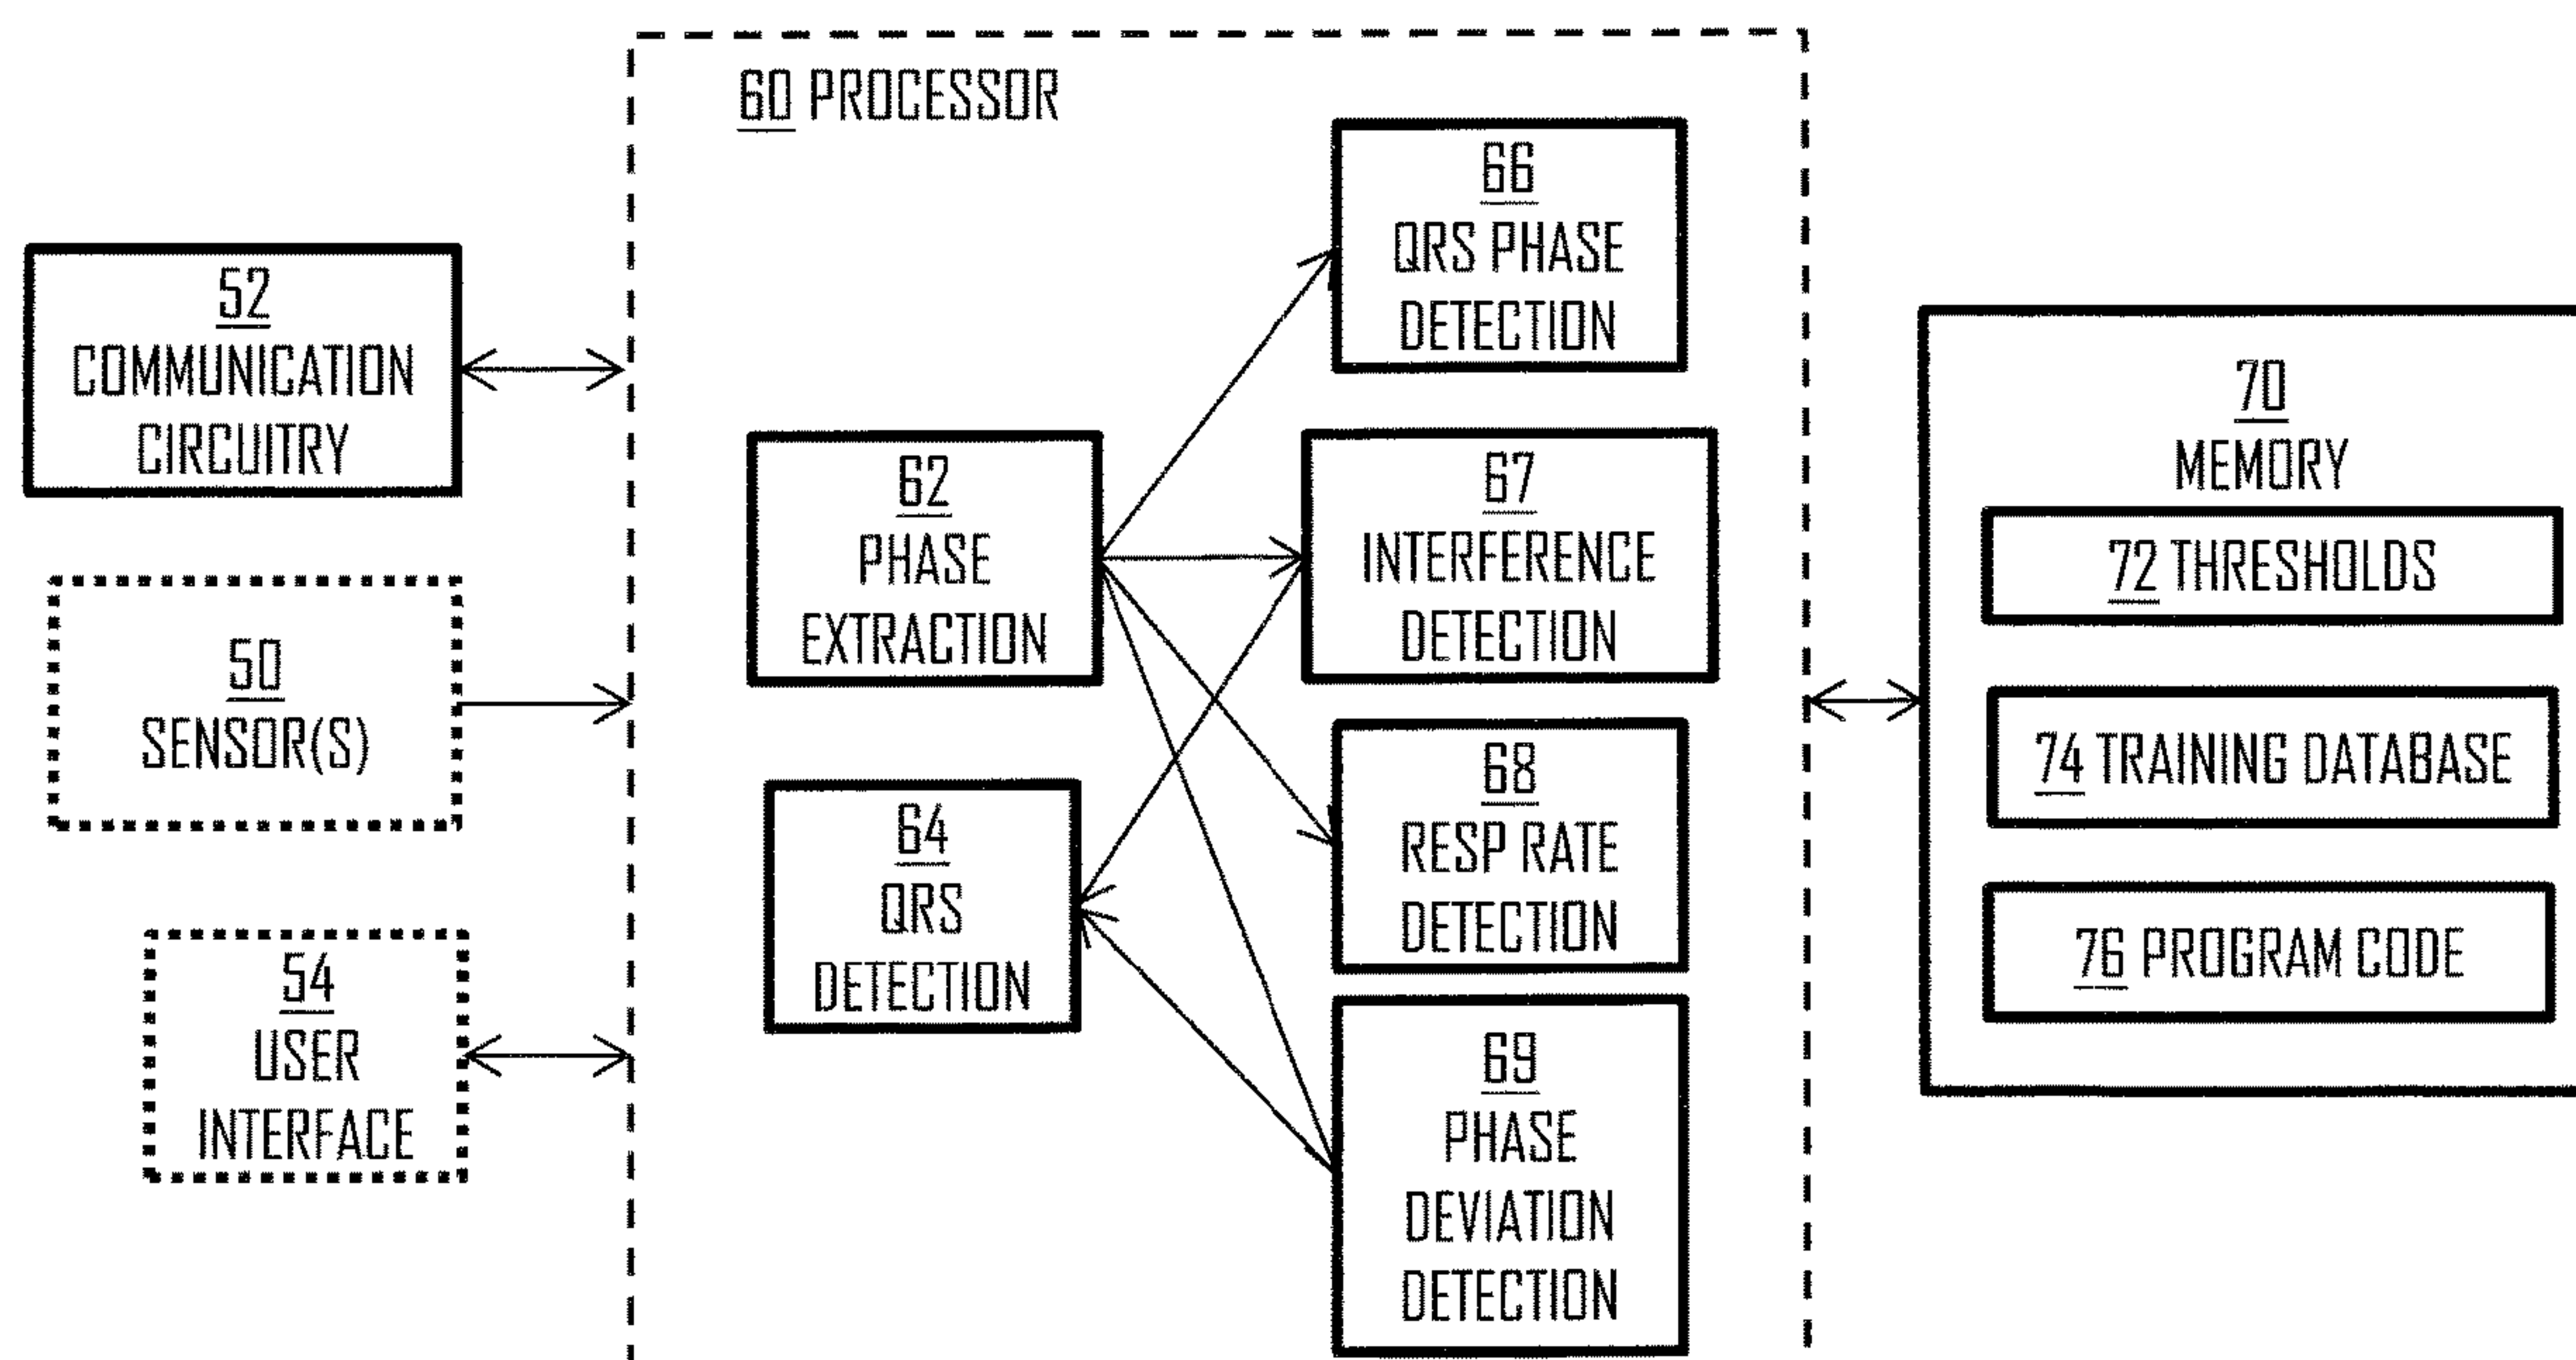 60 PROCESSOR
52
COMMUNICATION
CIRCUITRY
50
SENSOR(S)
54
USER
INTERFACE
62
PHASE
EXTRACTION
64
QRS
DETECTION
66
QRS PHASE
DETECTION
67
INTERFERENCE
DETECTION
68
RESP RATE
DETECTION
69
PHASE
DEVIATION
DETECTION
70
MEMORY
72 THRESHOLDS
74 TRAINING DATABASE
76 PROGRAM CODE